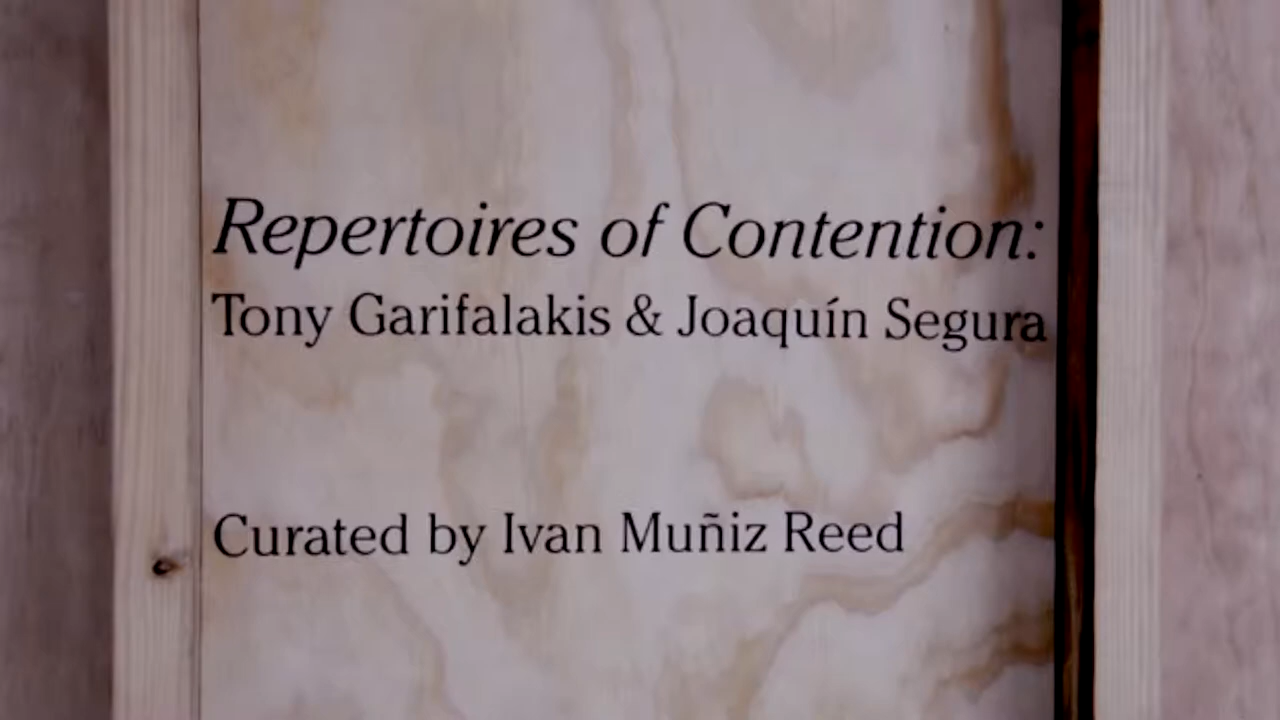 Repertoires of Contention:
Tony Garifalakis & Joaquín Segura
Curated by Ivan Muñiz Reed